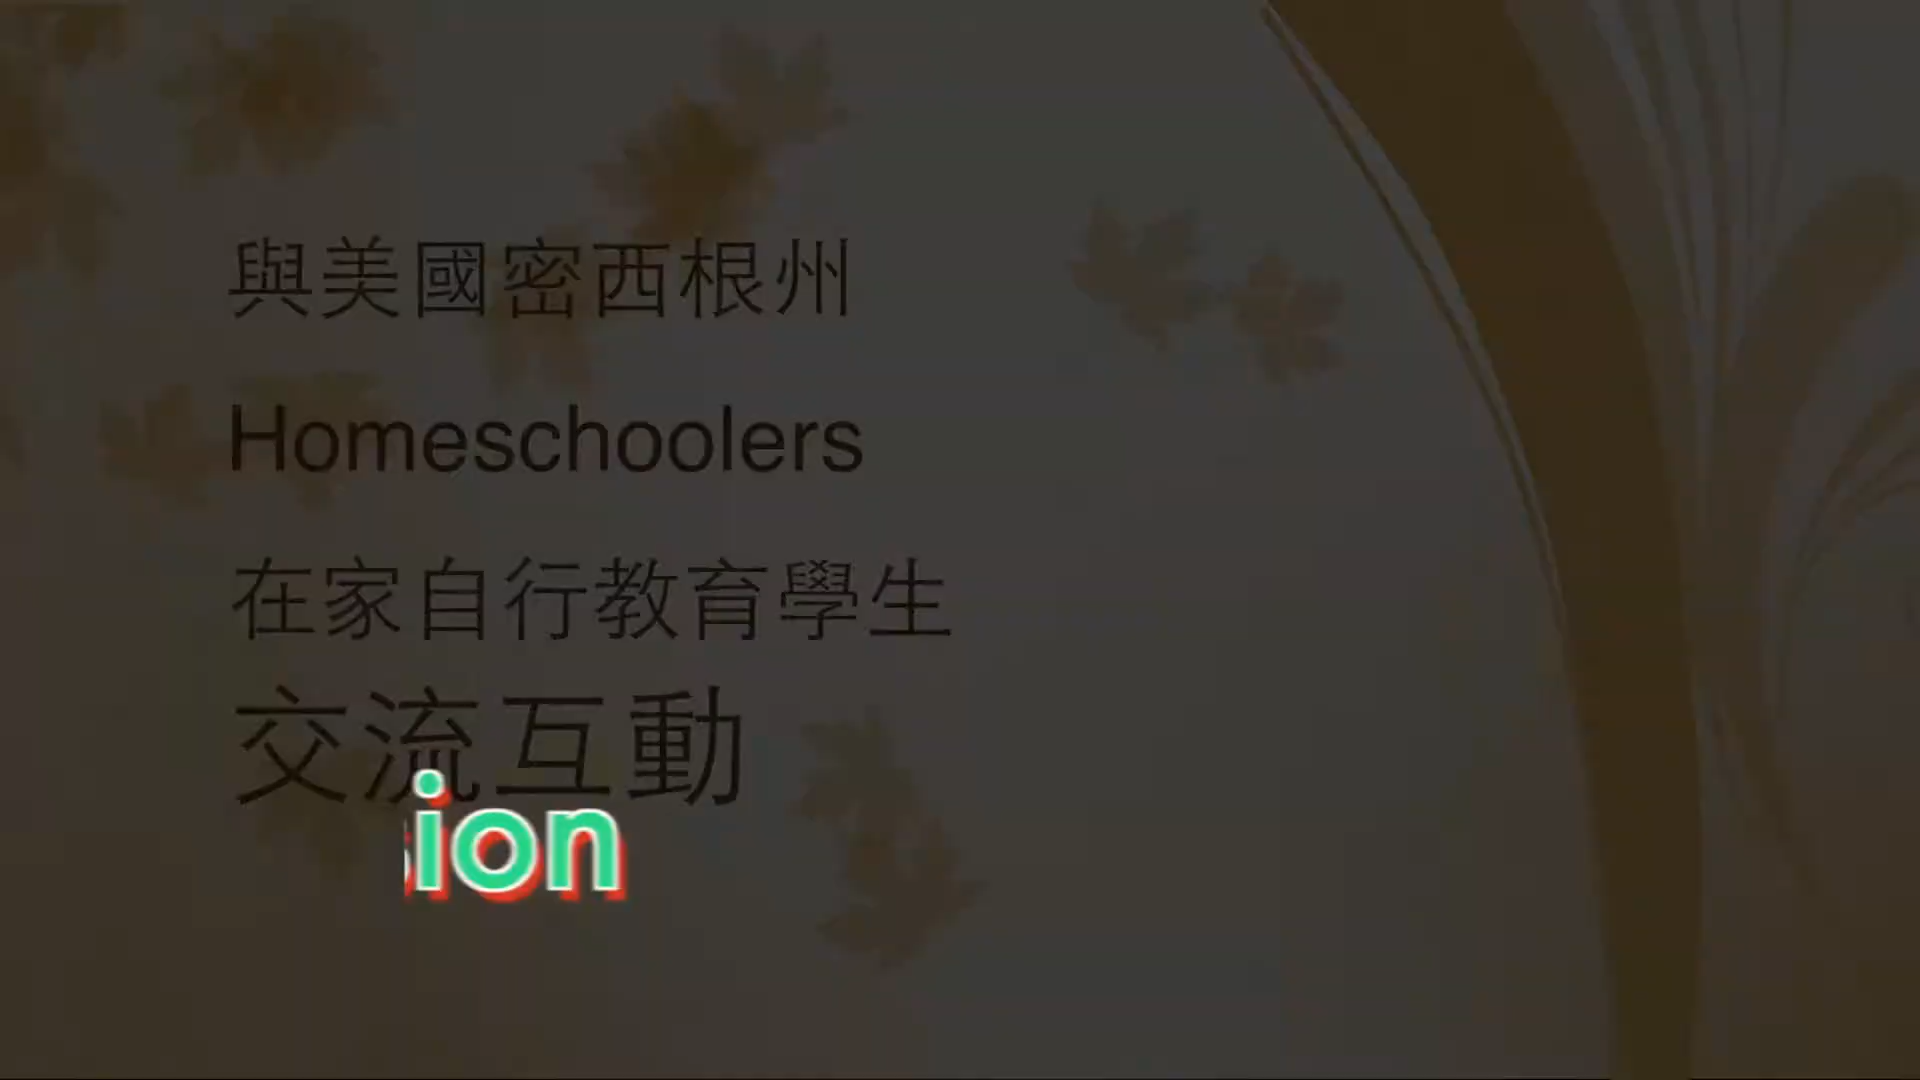 與美國密西根州
Homeschoolers
在家自行教育學生
交流互動
ion